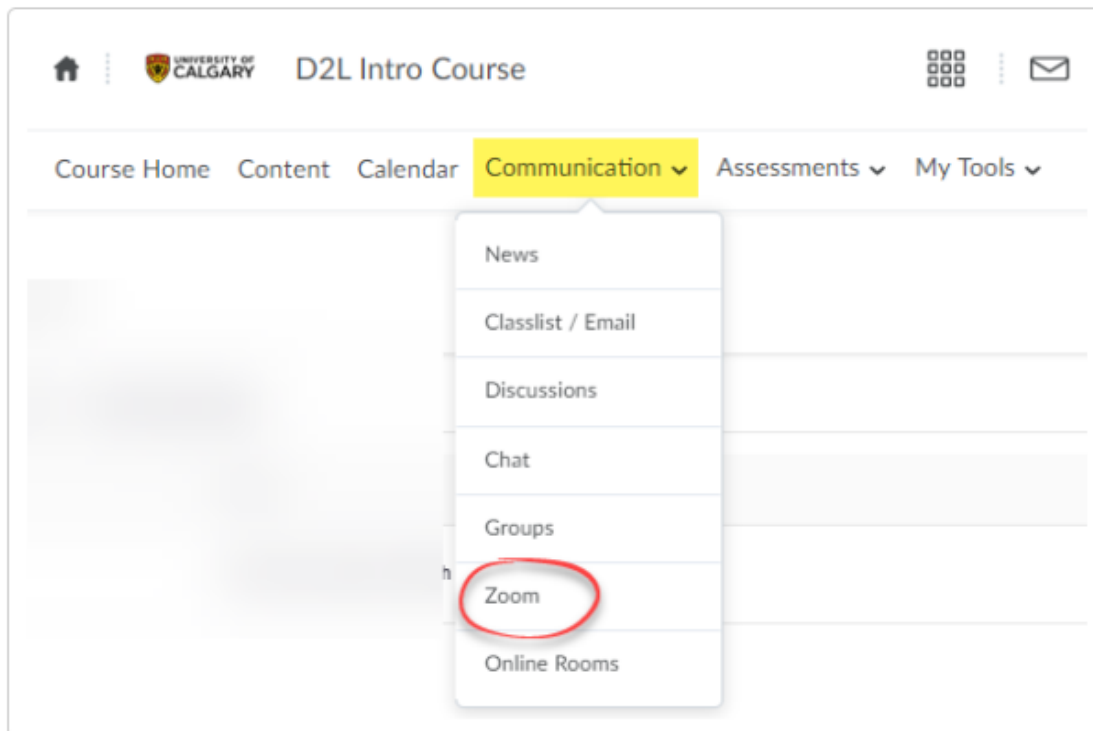 UNIVERSITY OF
CALGARY
D2L Intro Course
Course Home Content Calendar Communication Assessments My Tools
News
Classlist / Email
Discussions
Chat
Groups
h
Zoom
Online Rooms